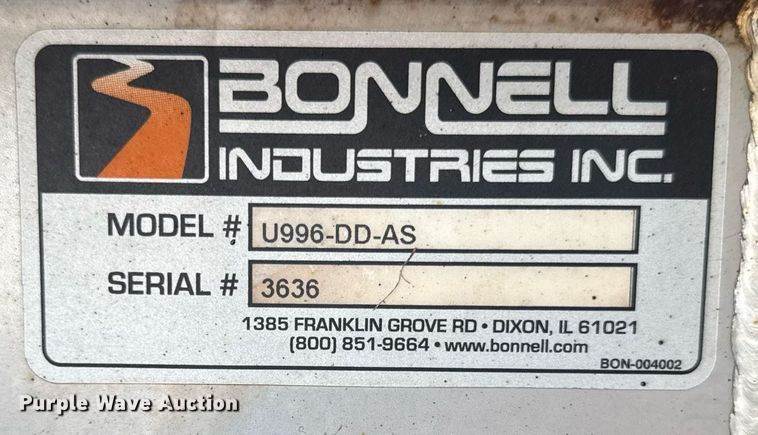 BONNELL
INDUSTRIES INC.
MODEL # U996-DD-AS
SERIAL # 3636
1385 FRANKLIN GROVE RD • DIXON, IL 61021
(800) 851-9664 • www.bonnell.com
BON-004002
Purple Wave Auction